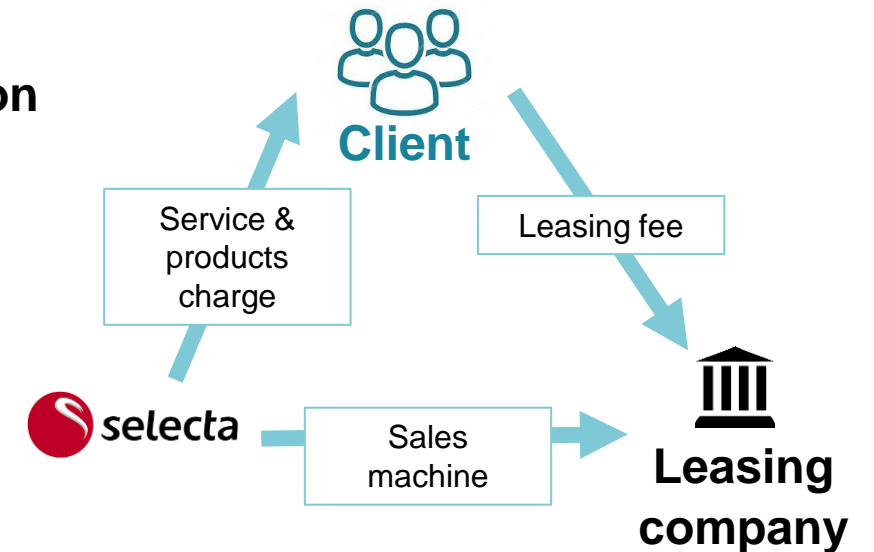 on
Client
Service &
products
charge
Leasing fee
selecta
Sales
machine
Leasing
company